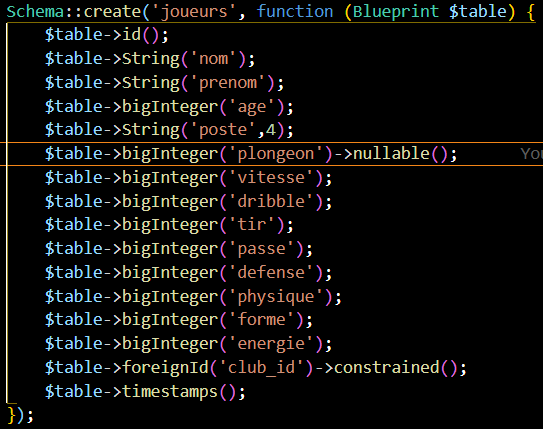 Schema::create('joueurs', function (Blueprint $table) {
$table->id();
$table->String('nom');
$table->String('prenom');
$table->bigInteger('age');
$table->String('poste',4);
$table->bigInteger('plongeon')->nullable(); You
$table->bigInteger('vitesse');
$table->bigInteger('dribble');
$table->bigInteger('tir');
$table->bigInteger('passe');
$table->bigInteger('defense');
$table->bigInteger('physique');
$table->bigInteger('forme');
$table->bigInteger('energie');
$table->foreignId('club_id')->constrained();
$table->timestamps();
});